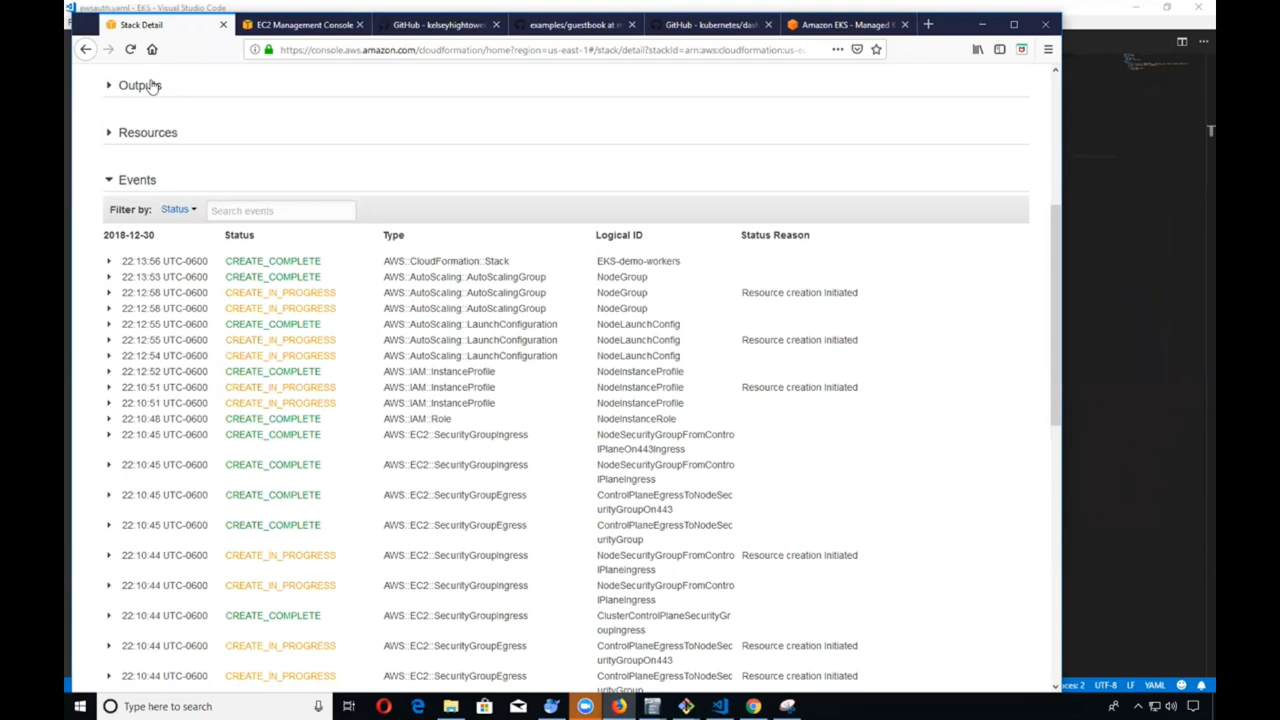 awsauth.yaml - Visual Studio Code
Stack Detail
EC2 Management Console
GitHub - kelseyhightowe
examples/guestbook at m
GitHub - kubernetes/das
Amazon EKS - Managed K
https://console.aws.amazon.com/cloudformation/home?region=us-east-1#/stack/detail?stackId=arn:aws:cloudformation:us-e
Outputs
Resources
Events
Filter by: Status Search events
2018-12-30 Status Type Logical ID Status Reason
22:13:56 UTC-0600 CREATE_COMPLETE AWS::CloudFormation::Stack EKS-demo-workers
22:13:53 UTC-0600 CREATE_COMPLETE AWS::AutoScaling::AutoScalingGroup NodeGroup
22:12:58 UTC-0600 CREATE_IN_PROGRESS AWS::AutoScaling::AutoScalingGroup NodeGroup Resource creation Initiated
22:12:58 UTC-0600 CREATE_IN_PROGRESS AWS::AutoScaling::AutoScalingGroup NodeGroup
22:12:55 UTC-0600 CREATE_COMPLETE AWS::AutoScaling::LaunchConfiguration NodeLaunchConfig
22:12:55 UTC-0600 CREATE_IN_PROGRESS AWS::AutoScaling::LaunchConfiguration NodeLaunchConfig Resource creation Initiated
22:12:54 UTC-0600 CREATE_IN_PROGRESS AWS::AutoScaling::LaunchConfiguration NodeLaunchConfig
22:12:52 UTC-0600 CREATE_COMPLETE AWS::IAM::InstanceProfile NodeInstanceProfile
22:10:51 UTC-0600 CREATE_IN_PROGRESS AWS::IAM::InstanceProfile NodeInstanceProfile Resource creation Initiated
22:10:51 UTC-0600 CREATE_IN_PROGRESS AWS::IAM::InstanceProfile NodeInstanceProfile
22:10:48 UTC-0600 CREATE_COMPLETE AWS::IAM::Role NodeInstanceRole
22:10:45 UTC-0600 CREATE_COMPLETE AWS::EC2::SecurityGroupIngress NodeSecurityGroupFromContro
lPlaneOn443Ingress
22:10:45 UTC-0600 CREATE_COMPLETE AWS::EC2::SecurityGroupIngress NodeSecurityGroupFromContro
lPlaneIngress
22:10:45 UTC-0600 CREATE_COMPLETE AWS::EC2::SecurityGroupEgress ControlPlaneEgressToNodeSec
urityGroupOn443
22:10:45 UTC-0600 CREATE_COMPLETE AWS::EC2::SecurityGroupEgress ControlPlaneEgressToNodeSec
urityGroup
22:10:44 UTC-0600 CREATE_IN_PROGRESS AWS::EC2::SecurityGroupIngress NodeSecurityGroupFromContro Resource creation Initiated
lPlaneIngress
22:10:44 UTC-0600 CREATE_IN_PROGRESS AWS::EC2::SecurityGroupIngress NodeSecurityGroupFromContro
lPlaneIngress
22:10:44 UTC-0600 CREATE_COMPLETE AWS::EC2::SecurityGroupIngress ClusterControlPlaneSecurityGr
oupIngress
22:10:44 UTC-0600 CREATE_IN_PROGRESS AWS::EC2::SecurityGroupEgress ControlPlaneEgressToNodeSec Resource creation Initiated
urityGroupOn443
22:10:44 UTC-0600 CREATE_IN_PROGRESS AWS::EC2::SecurityGroupEgress ControlPlaneEgressToNodeSec Resource creation Initiated
urityGroup
aces: 2 UTF-8 LF YAML
Type here to search